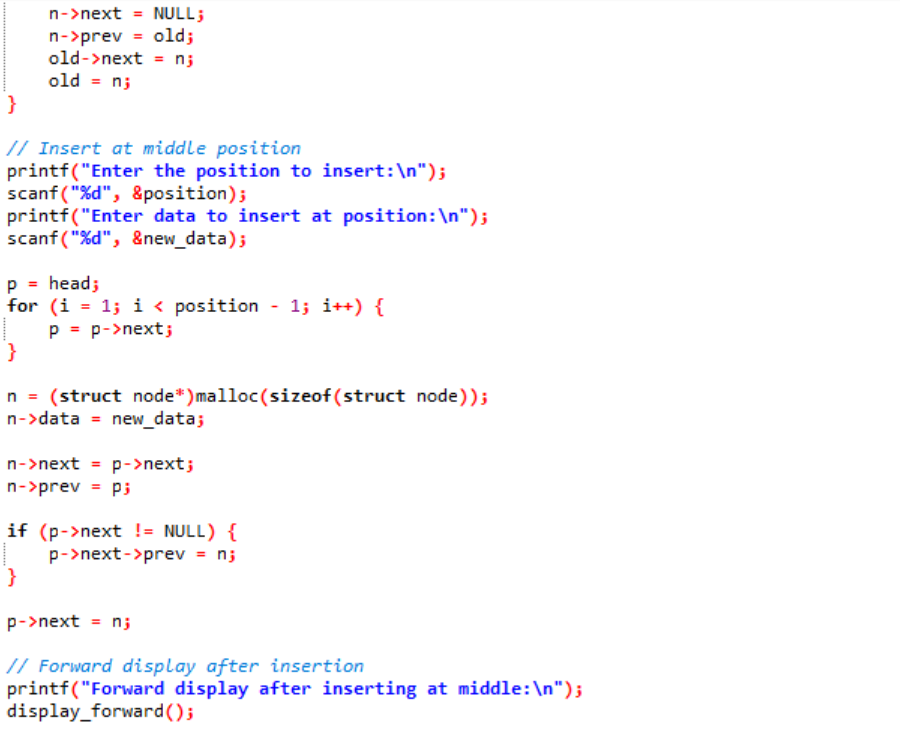 n->next = NULL;
    n->prev = old;
    old->next = n;
    old = n;
}

// Insert at middle position
printf("Enter the position to insert:\n");
scanf("%d", &position);
printf("Enter data to insert at position:\n");
scanf("%d", &new_data);

p = head;
for (i = 1; i < position - 1; i++) {
    p = p->next;
}

n = (struct node*)malloc(sizeof(struct node));
n->data = new_data;

n->next = p->next;
n->prev = p;

if (p->next != NULL) {
    p->next->prev = n;
}

p->next = n;

// Forward display after insertion
printf("Forward display after inserting at middle:\n");
display_forward();